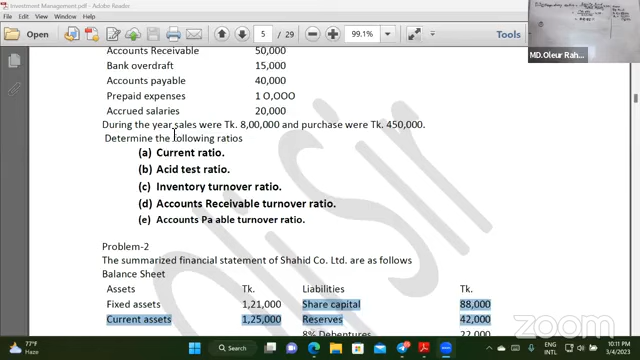 Investment Management.pdf - Adobe Reader
File Edit View Window Help
Open 5 / 29 99.1% Tools
MD.Oleur Rah...
Accounts Receivable 50,000
Bank overdraft 15,000
Accounts payable 40,000
Prepaid expenses 1O,OOO
Accrued salaries 20,000
During the year sales were Tk. 8,00,000 and purchase were Tk. 450,000.
Determine the following ratios
(a) Current ratio.
(b) Acid test ratio.
(c) Inventory turnover ratio.
(d) Accounts Receivable turnover ratio.
(e) Accounts Pa able turnover ratio.
Problem-2
The summarized financial statement of Shahid Co. Ltd. are as follows
Balance Sheet
Assets Tk. Liabilities Tk.
Fixed assets 1,21,000 Share capital 88,000
Current assets 1,25,000 Reserves 42,000
8% Debentures 22,000
zoom
77°F
Haze
Search
ENG
INTL
10:11 PM
3/4/2023